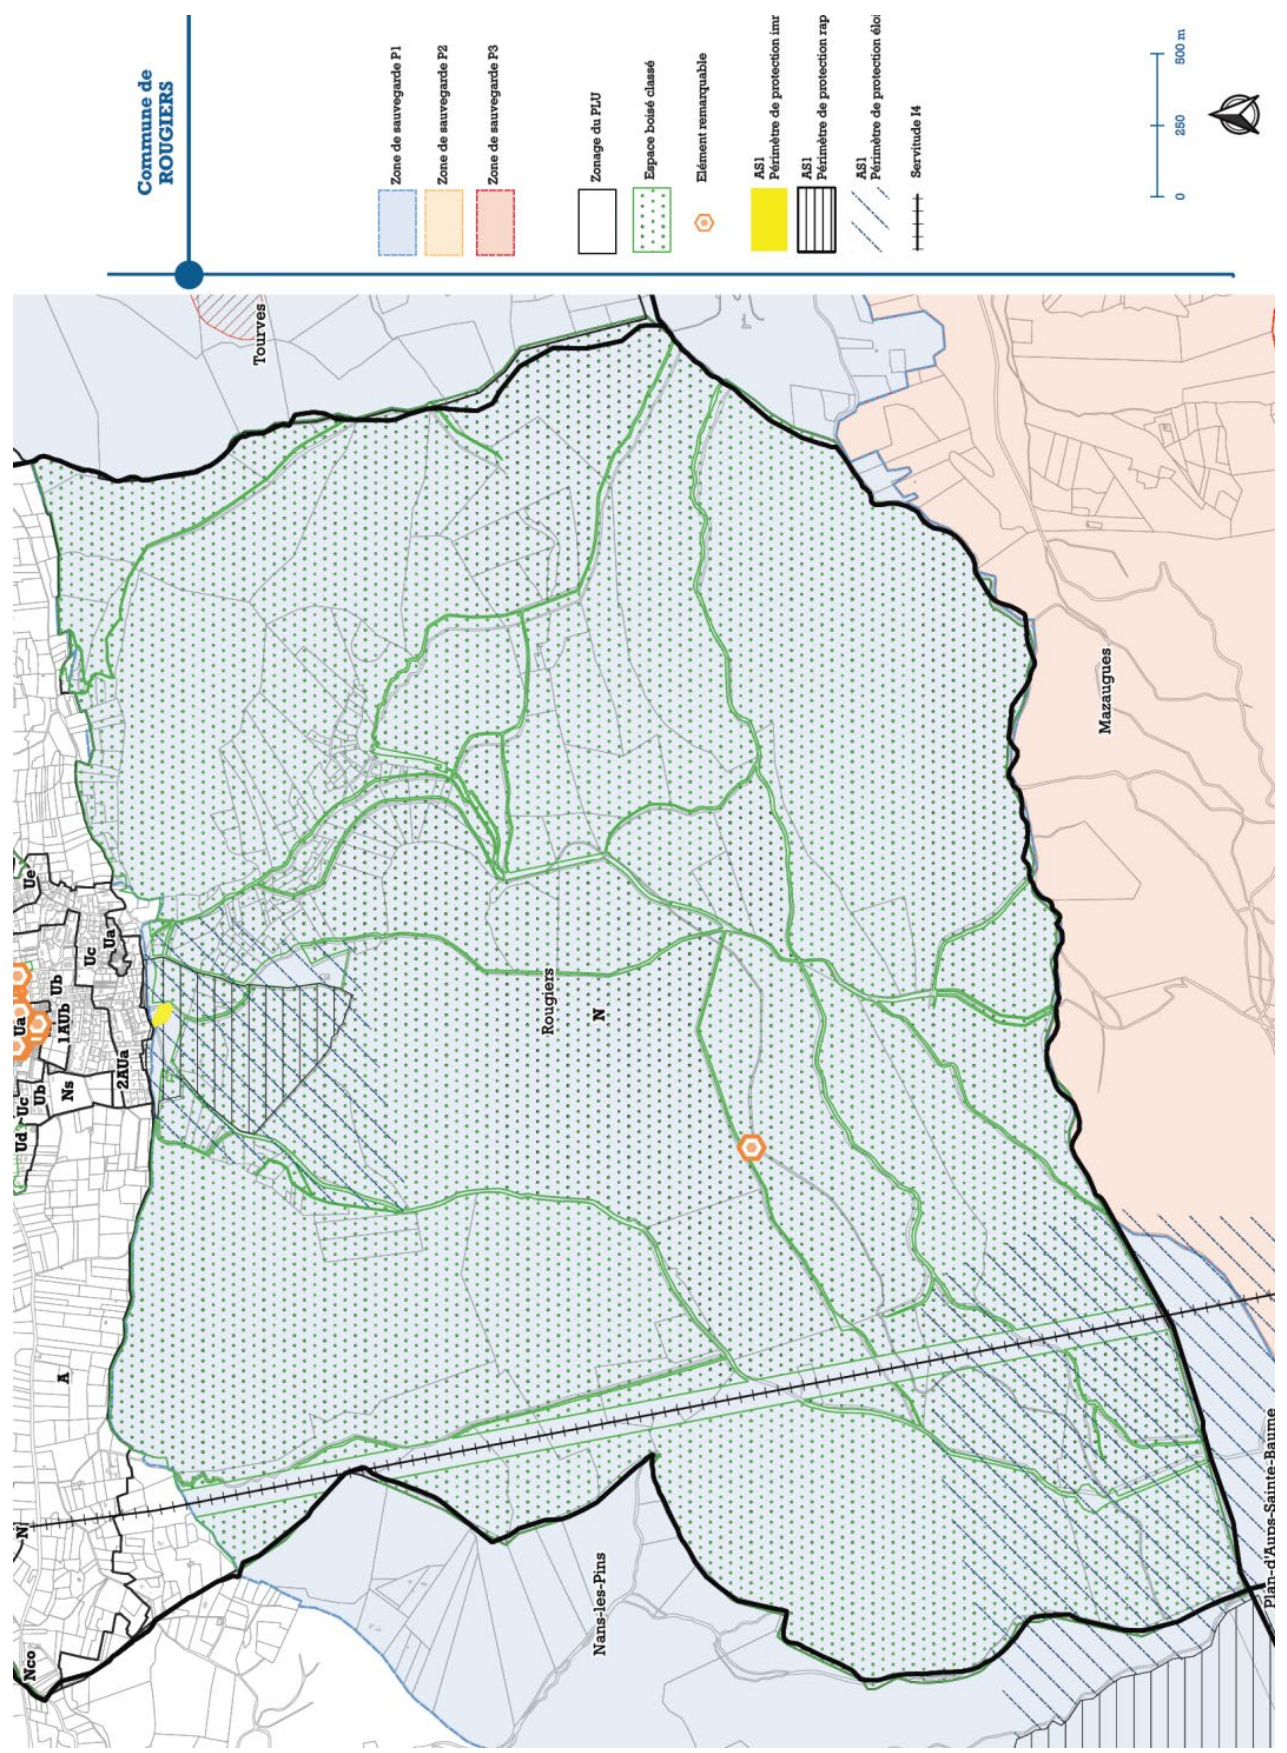 Commune de
ROUGIERS
Zone de sauvegarde P1
Zone de sauvegarde P2
Zone de sauvegarde P3
Zonage du PLU
Espace boisé classé
Elément remarquable
AS1
Périmètre de protection imr
AS1
Périmètre de protection rap
AS1
Périmètre de protection éloi
Servitude I4
0 250 500 m
Tourves
Ue
Ua
Uc
Ub
Ua
1AUb
2AUa
Ns
Ub
~Uc
Ud
A
N
Nco
Rougiers
N
Mazaugues
Nans-les-Pins
Plan-d'Aups-Sainte-Baume